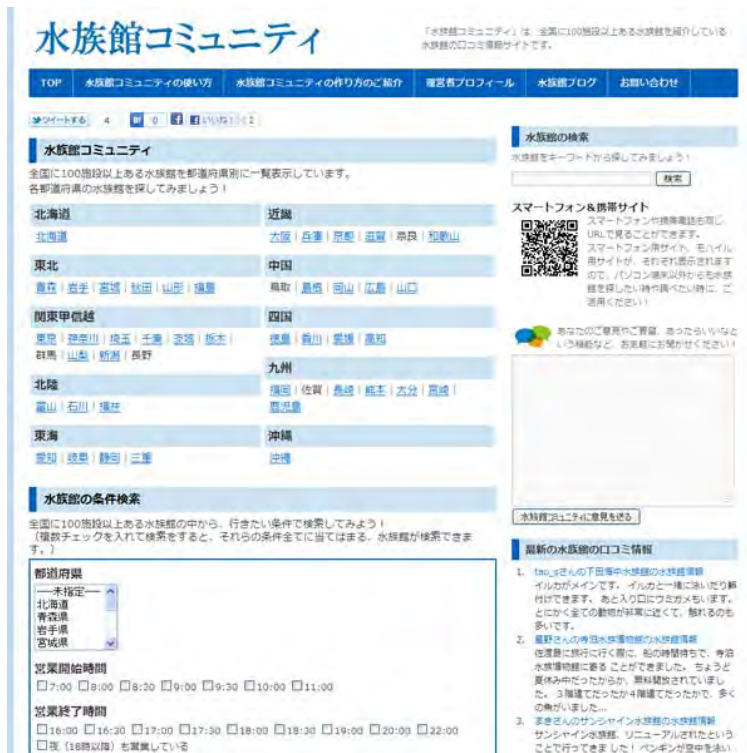 水族館コミュニティ
「水族館コミュニティ」は、全国に100施設以上ある水族館を紹介している
水族館の口コミ情報サイトです。
TOP 水族館コミュニティの使い方 水族館コミュニティの作り方のご紹介 運営者プロフィール 水族館ブログ お問い合わせ
ツイートする 4 0 いいね! 2
水族館コミュニティ
全国に100施設以上ある水族館を都道府県別に一覧表示しています。
各都道府県の水族館を探してみましょう!
北海道
北海道
東北
青森 | 岩手 | 宮城 | 秋田 | 山形 | 福島
関東甲信越
東京 | 神奈川 | 埼玉 | 千葉 | 茨城 | 栃木 |
群馬 | 山梨 | 新潟 | 長野
北陸
富山 | 石川 | 福井
東海
愛知 | 岐阜 | 静岡 | 三重
近畿
大阪 | 兵庫 | 京都 | 滋賀 | 奈良 | 和歌山
中国
鳥取 | 島根 | 岡山 | 広島 | 山口
四国
徳島 | 香川 | 愛媛 | 高知
九州
福岡 | 佐賀 | 長崎 | 熊本 | 大分 | 宮崎 |
鹿児島
沖縄
沖縄
水族館の条件検索
全国に100施設以上ある水族館の中から、行きたい条件で検索してみよう!
(複数チェックを入れて検索をすると、それらの条件全てに当てはまる、水族館が検索できま
す。)
都道府県
──未指定──
北海道
青森県
岩手県
宮城県
営業開始時間
7:00 8:00 8:30 9:00 9:30 10:00 11:00
営業終了時間
16:00 16:30 17:00 17:30 18:00 18:30 19:00 20:00 22:00
夜(18時以降)も営業している
水族館の検索
水族館をキーワードから探してみましょう!
検索
スマートフォン&携帯サイト
スマートフォンや携帯電話も同じ
URLで見ることができます。
スマートフォン用サイト、モバイル
用サイトが、それぞれ表示されます
ので、パソコン端末以外からも水族
館を探したい時や調べたい時に、ご
活用ください!
あなたのご意見やご要望、あったらいいなと
いう機能など、お気軽にお聞かせください!
水族館コミュニティに意見を送る
最新の水族館の口コミ情報
1. tao_sさんの下田海中水族館の水族館情報
イルカがメインです。 イルカと一緒に泳いだり餌
付けできます。 あと入り口にウミガメもいます。
とにかく全ての動物が非常に近くて、触れるのも
多いです。
2. 星野さんの寺泊水族博物館の水族館情報
佐渡島に旅行に行く際に、船の時間待ちで、寺泊
水族博物館に寄る ことができました。 ちょうど
夏休み中だったからか、無料開放されていまし
た。 3階建てだったか4階建てだったかで、多く
の魚がいました...
3. まきさんのサンシャイン水族館の水族館情報
サンシャイン水族館、リニューアルされたという
ことで行ってきました! ペンギンが空中を泳い